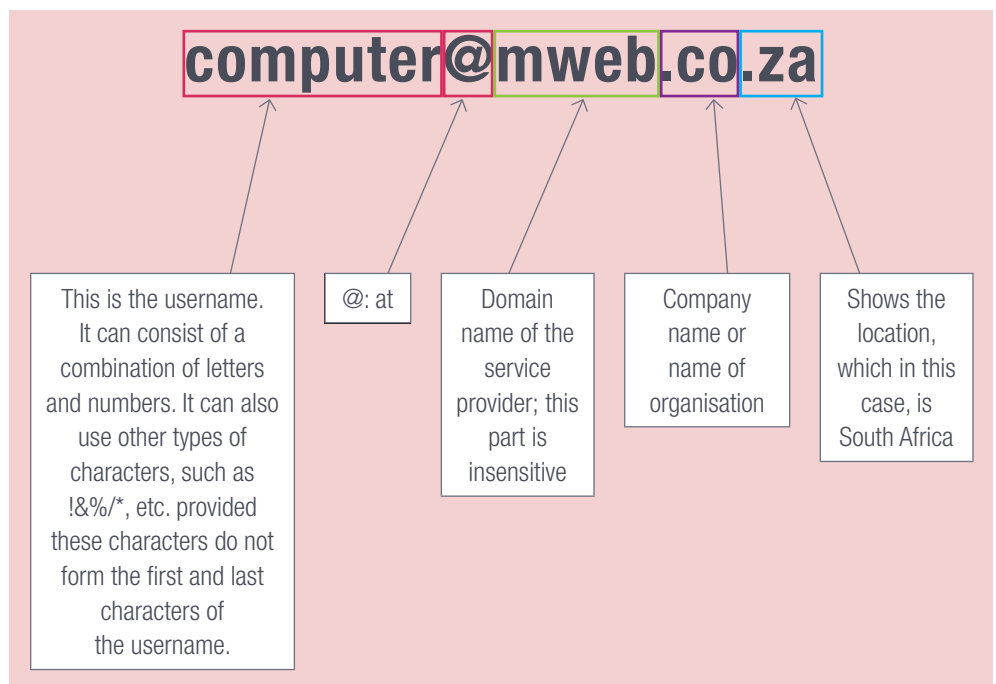 computer@mweb.co.za
This is the username.
It can consist of a
combination of letters
and numbers. It can also
use other types of
characters, such as
!&%/*, etc. provided
these characters do not
form the first and last
characters of
the username.
@: at
Domain
name of the
service
provider; this
part is
insensitive
Company
name or
name of
organisation
Shows the
location,
which in this
case, is
South Africa